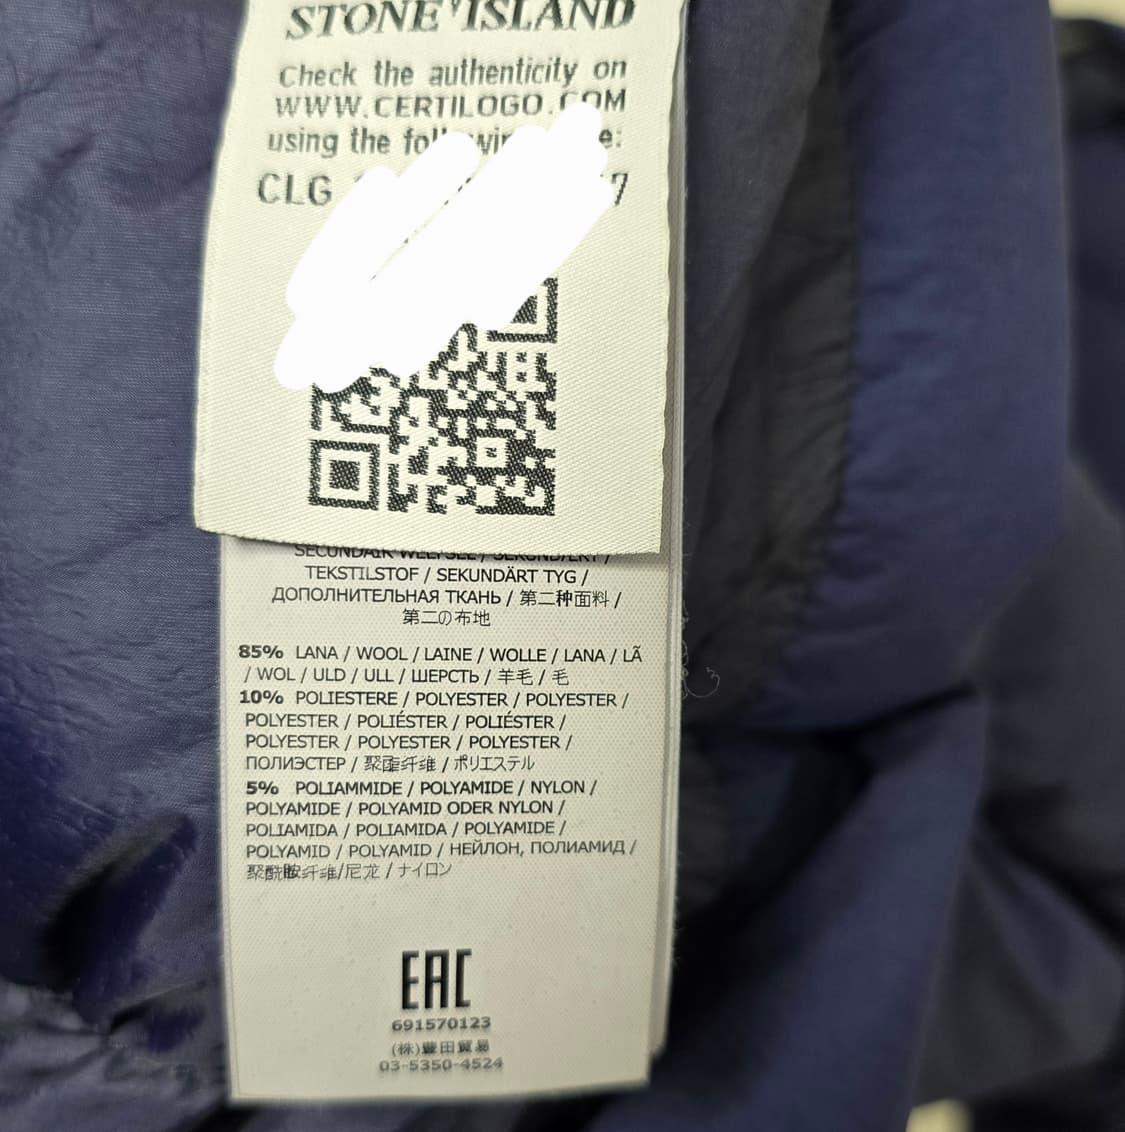 STONE ISLAND
Check the authenticity on
WWW.CERTILOGO.COM
using the e:
CLG 7
TEKSTILSTOF / SEKUNDÄRT TYG /
ДОПОЛНИТЕЛЬНАЯ ТКАНЬ / 第二种面料 /
第二の布地
85% LANA / WOOL / LAINE / WOLLE / LANA / LÃ
/ WOL / ULD / ULL / ШЕРСТЬ / 羊毛 / 毛
10% POLIESTERE / POLYESTER / POLYESTER /
POLYESTER / POLIÉSTER / POLIÉSTER /
POLYESTER / POLYESTER / POLYESTER /
ПОЛИЭСТЕР / 聚酯纤维 / ポリエステル
5% POLIAMMIDE / POLYAMIDE / NYLON /
POLYAMIDE / POLYAMID ODER NYLON /
POLIAMIDA / POLIAMIDA / POLYAMIDE /
POLYAMID / POLYAMID / НЕЙЛОН, ПОЛИАМИД /
聚酰胺纤维/尼龙 / ナイロン
EAC
691570123
(株)豊田貿易
03-5350-4524